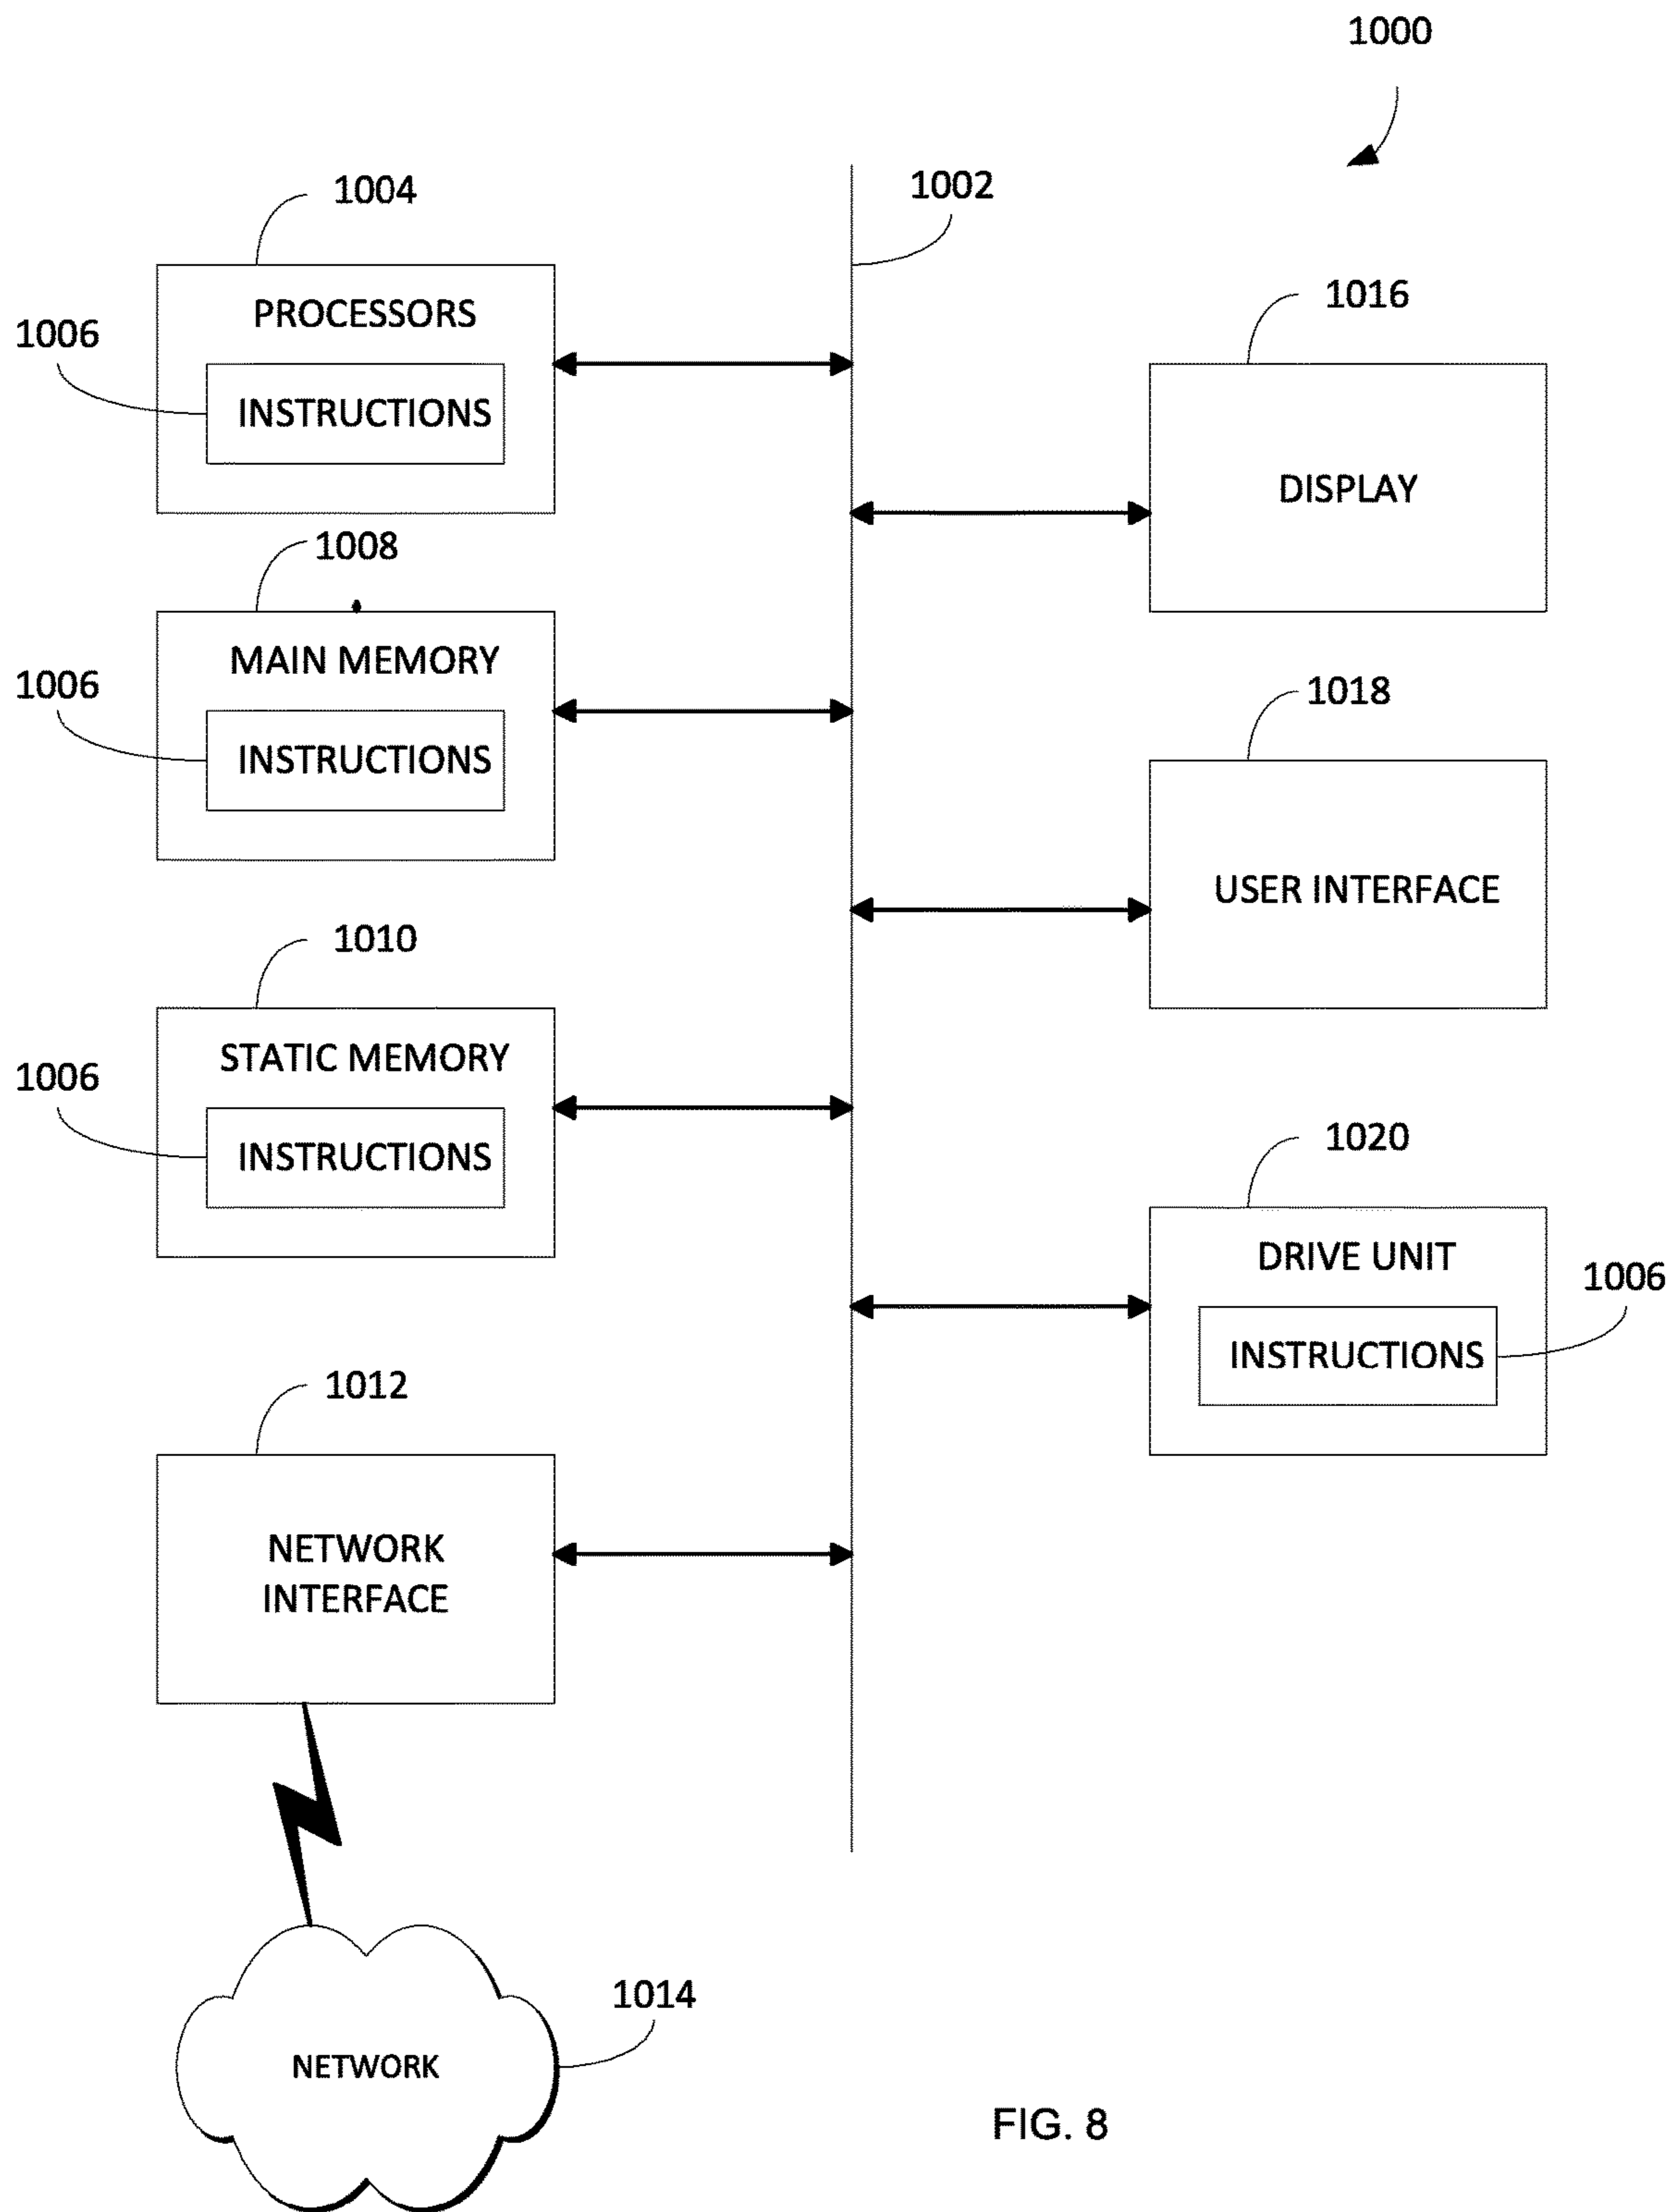 1000
1004
1002
PROCESSORS
1006
INSTRUCTIONS
1016
DISPLAY
1008
MAIN MEMORY
1006
INSTRUCTIONS
1018
USER INTERFACE
1010
STATIC MEMORY
1006
INSTRUCTIONS
1020
DRIVE UNIT
1006
INSTRUCTIONS
1012
NETWORK
INTERFACE
1014
NETWORK
FIG. 8